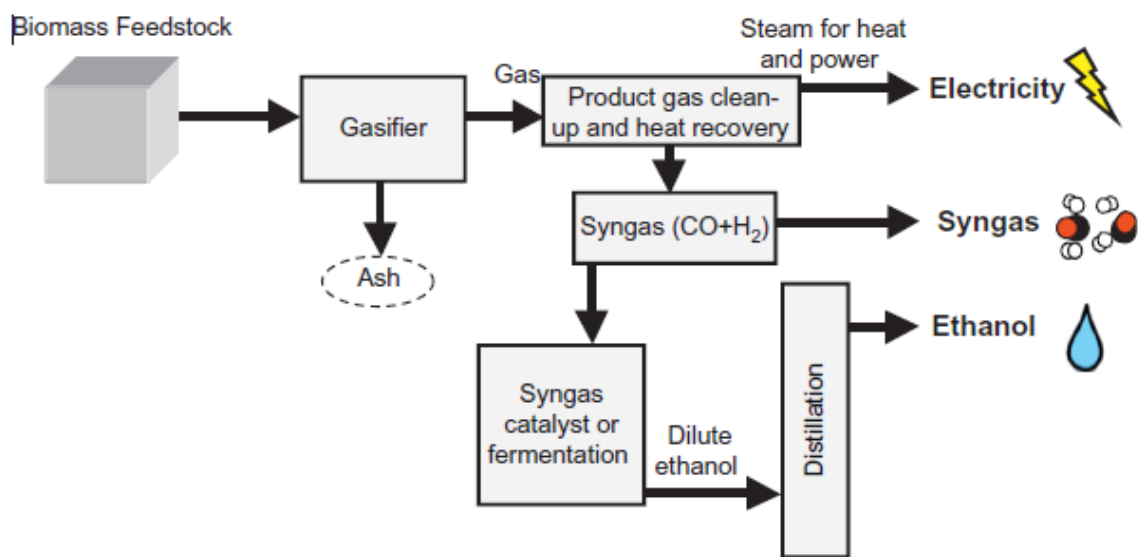 Biomass Feedstock
Steam for heat
and power
Gas
Electricity
Product gas clean-
up and heat recovery
Gasifier
Syngas (CO+H₂)
Syngas
Ash
Ethanol
Syngas
catalyst or
fermentation
Dilute
ethanol
Distillation